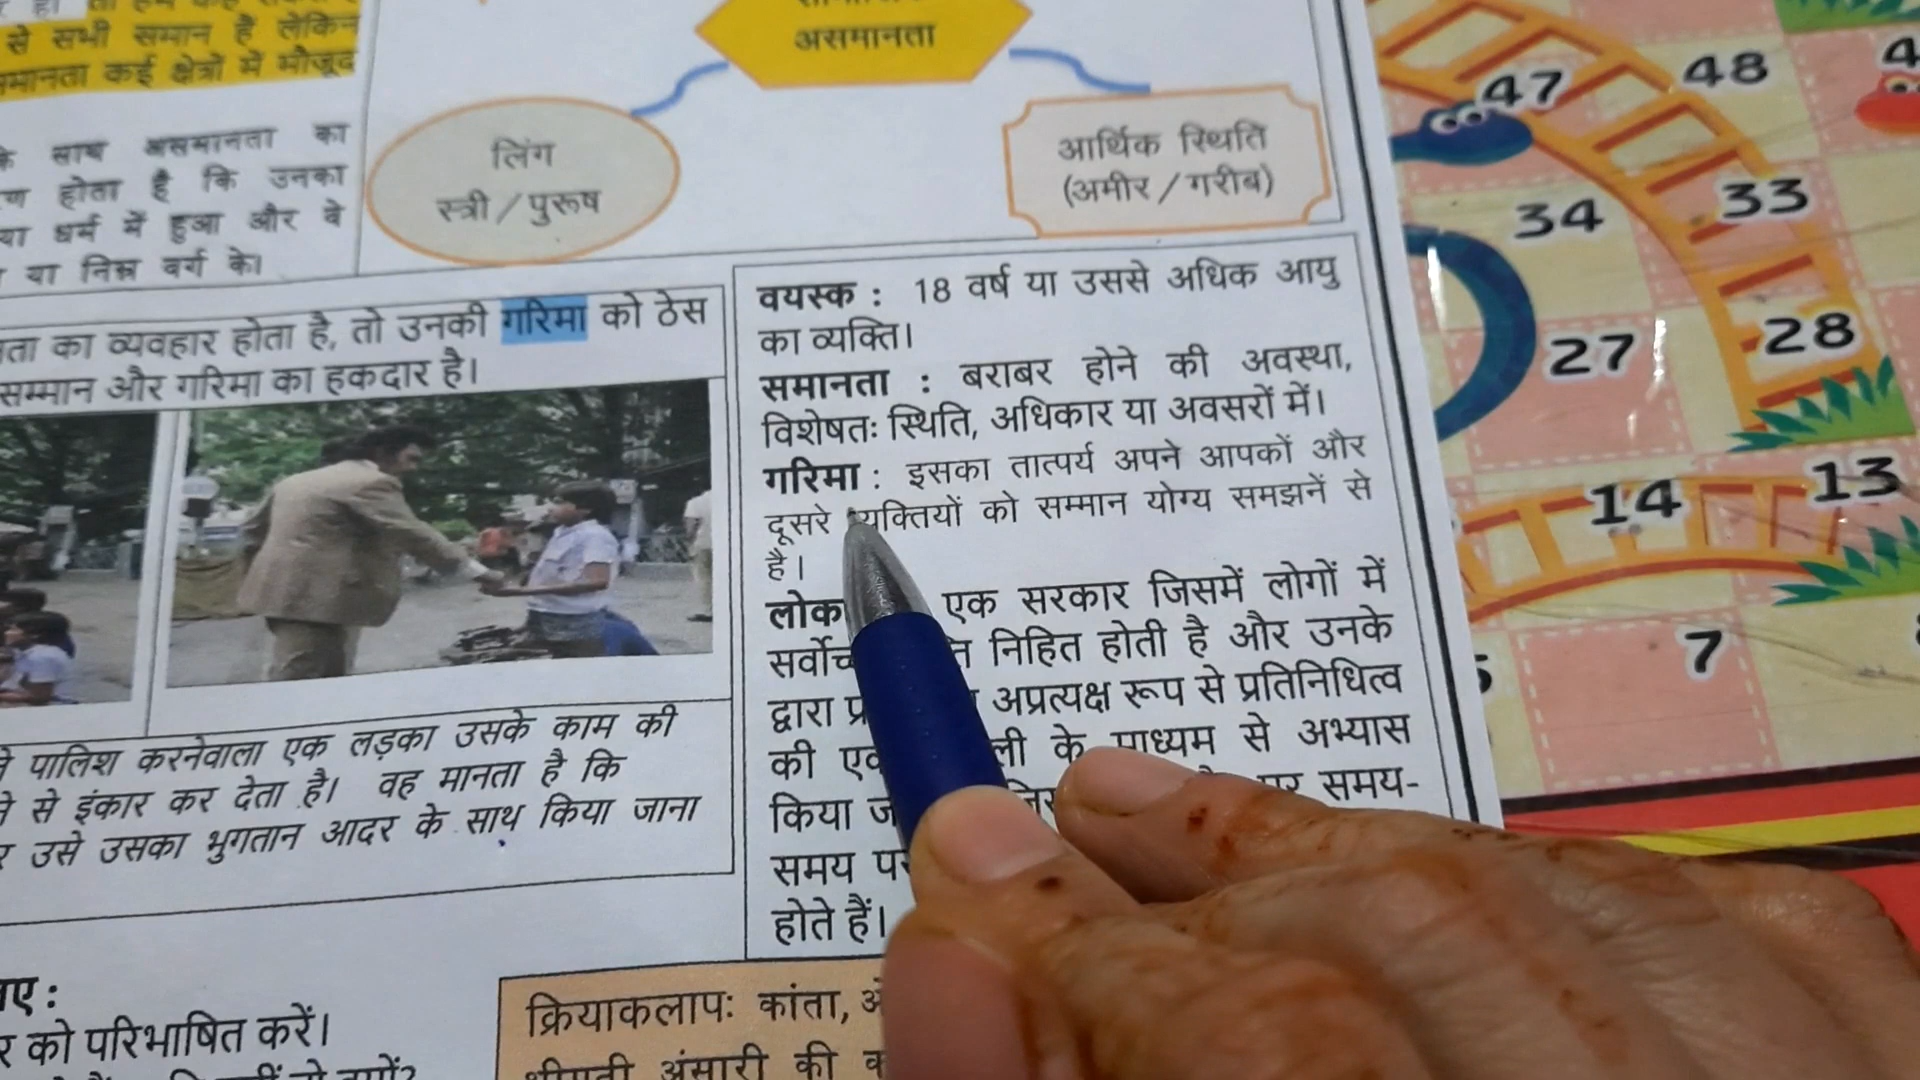 से सभी समान है लेकिन
कई क्षेत्रो में मौजूद
साथ असमानता का
होता है कि उनका
धर्म में हुआ और वे
या निम्न वर्ग के।
असमानता
लिंग
स्त्री / पुरूष
आर्थिक स्थिति
(अमीर / गरीब)
का व्यवहार होता है, तो उनकी गरिमा को ठेस
सम्मान और गरिमा का हकदार है।
पालिश करनेवाला एक लड़का उसके काम की
से इंकार कर देता है। वह मानता है कि
उसे उसका भुगतान आदर के साथ किया जाना
वयस्क : 18 वर्ष या उससे अधिक आयु
का व्यक्ति।
समानता : बराबर होने की अवस्था,
विशेषतः स्थिति, अधिकार या अवसरों में।
गरिमा : इसका तात्पर्य अपने आपकों और
दूसरे व्यक्तियों को सम्मान योग्य समझनें से
है।
एक सरकार जिसमें लोगों में
निहित होती है और उनके
द्वारा अप्रत्यक्ष रूप से प्रतिनिधित्व
की के माध्यम से अभ्यास
किया पर समय-
समय
होते हैं।
को परिभाषित करें।
क्रियाकलापः कांता,
अंसारी की
47 48
34 33
27 28
14 13
7